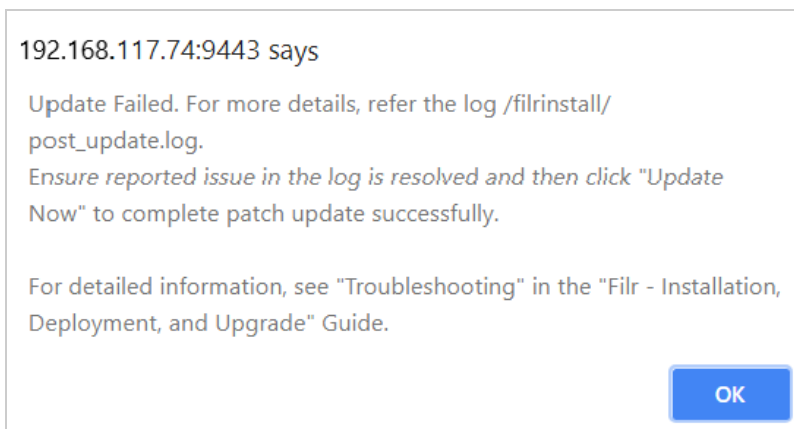 192.168.117.74:9443 says
Update Failed. For more details, refer the log /filrinstall/
post_update.log.
Ensure reported issue in the log is resolved and then click "Update
Now" to complete patch update successfully.
For detailed information, see "Troubleshooting" in the "Filr - Installation,
Deployment, and Upgrade" Guide.
OK